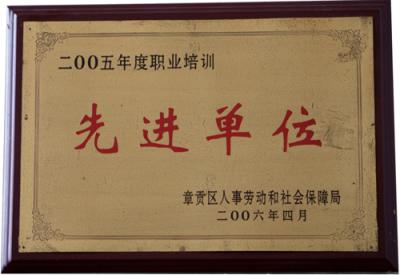 二00五年度职业培训
先进单位
章贡区人事劳动和社会保障局
二00六年四月